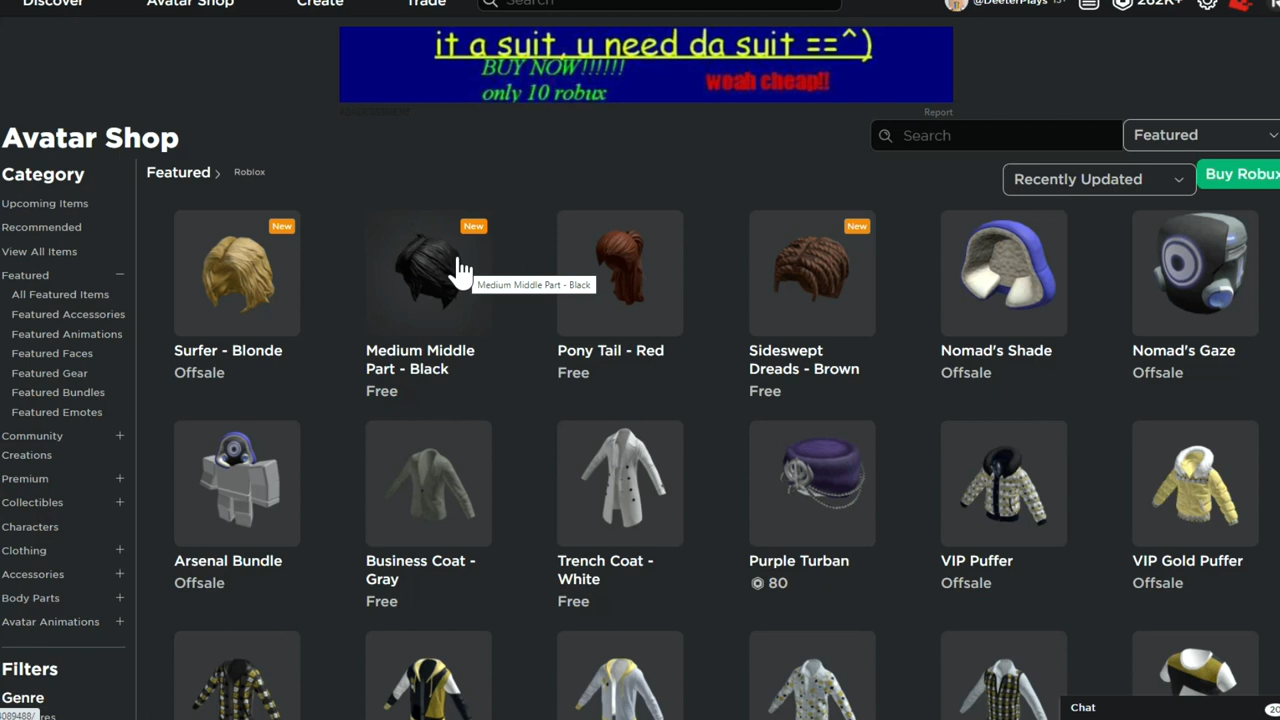 Discover
Avatar Shop
Create
Trade
Search
@DeeterPlays 13+
262K+
it a suit, u need da suit ==^)
BUY NOW!!!!!!
woah cheap!!
only 10 robux
Report
Avatar Shop
Search
Featured
Category
Featured
Roblox
Recently Updated
Buy Robux
Upcoming Items
Recommended
View All Items
Featured
All Featured Items
Featured Accessories
Featured Animations
Featured Faces
Featured Gear
Featured Bundles
Featured Emotes
Community
Creations
Premium
Collectibles
Characters
Clothing
Accessories
Body Parts
Avatar Animations
Filters
Genre
New
New
New
Medium Middle Part - Black
Surfer - Blonde
Offsale
Medium Middle
Part - Black
Free
Pony Tail - Red
Free
Sideswept
Dreads - Brown
Free
Nomad's Shade
Offsale
Nomad's Gaze
Offsale
Arsenal Bundle
Offsale
Business Coat -
Gray
Free
Trench Coat -
White
Free
Purple Turban
80
VIP Puffer
Offsale
VIP Gold Puffer
Offsale
Chat
20